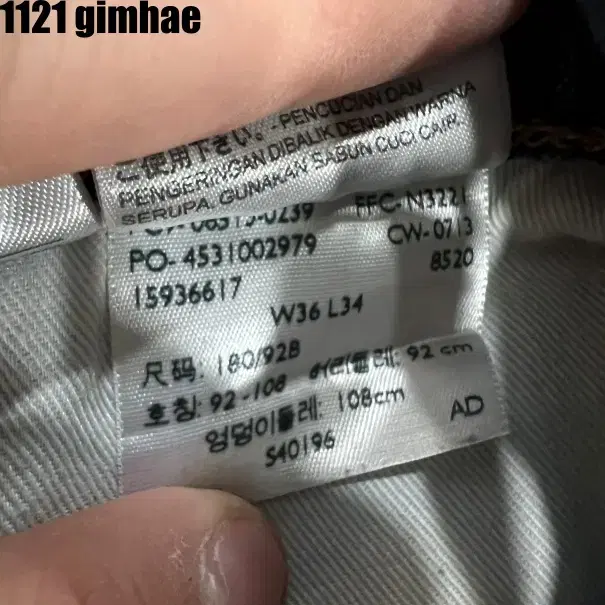 1121 gimhae
ご使用下さい。-PENCUCIAN DAN
PENGERINGAN DIBALIK DENGAN WARNA
SERUPA. GUNAKAN SABUN CUCI CAIR.
FFC-N3221
PO- 4531002979 CW-0713
15936617 8520
W36 L34
尺码: 180/92B
호칭: 92-108 허리둘레: 92 cm
엉덩이둘레: 108cm AD
S40196